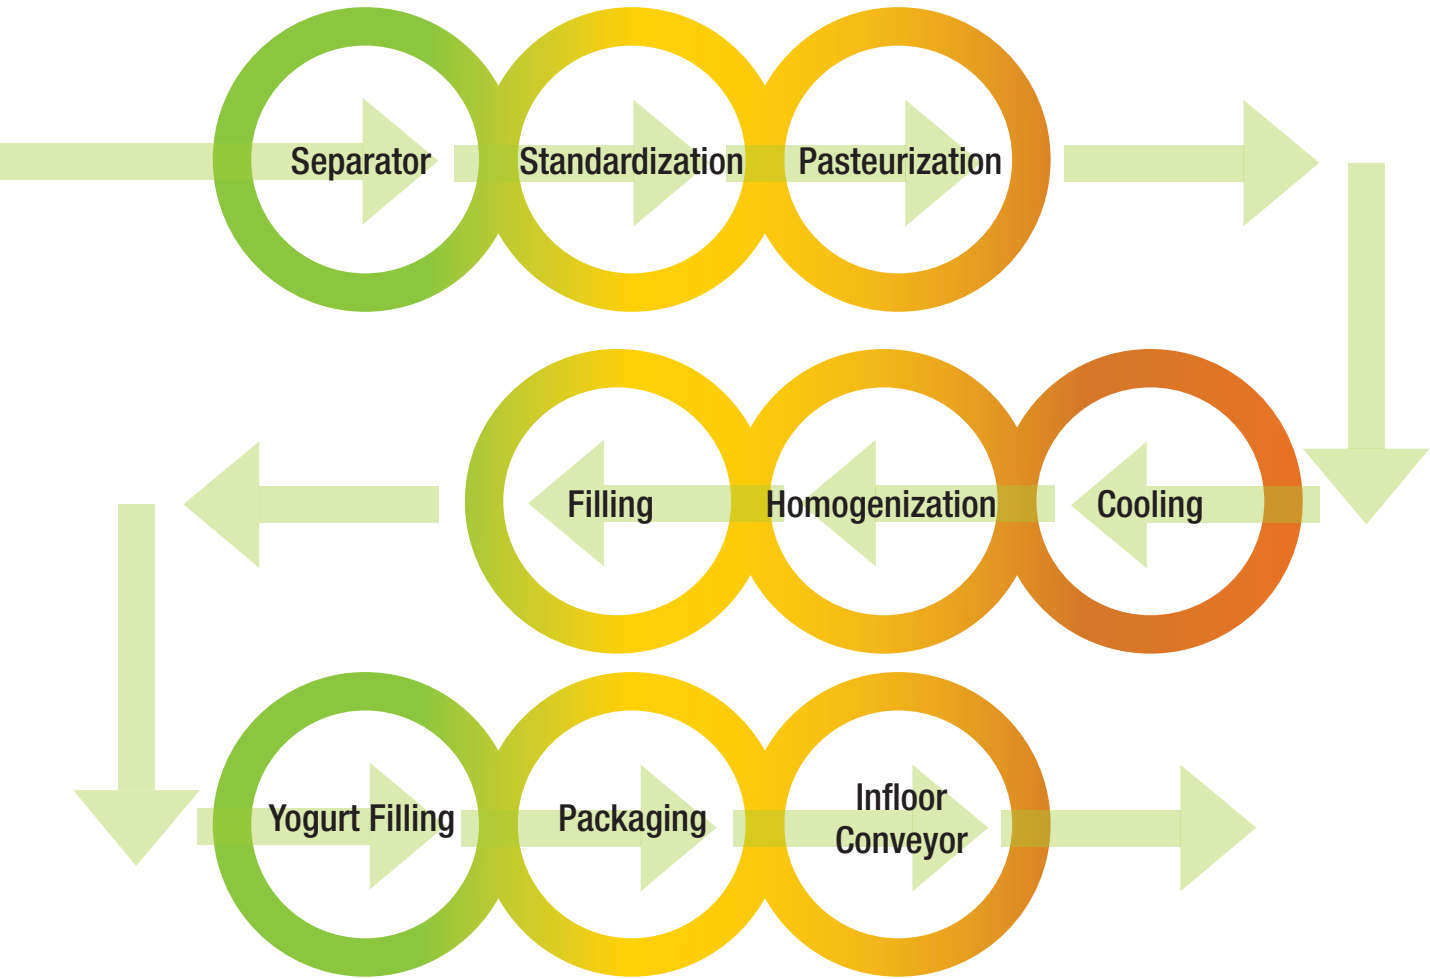 Separator
Standardization
Pasteurization
Filling
Homogenization
Cooling
Yogurt Filling
Packaging
Infloor
Conveyor